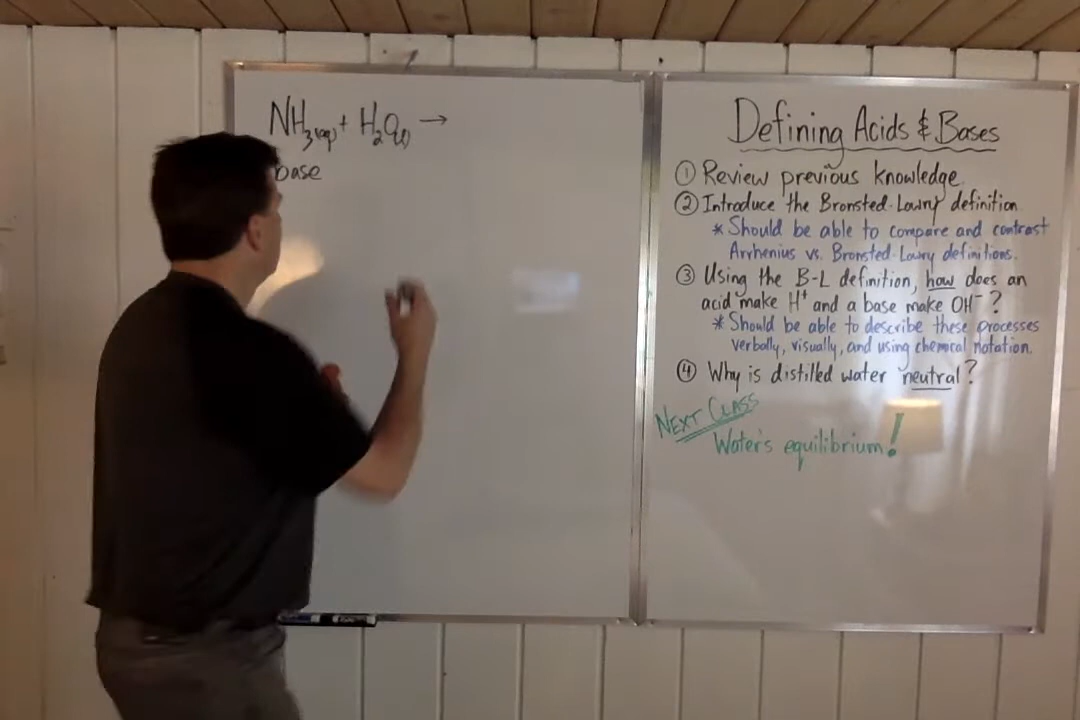 NH₃(aq) + H₂O(l) →
base
Defining Acids & Bases
① Review previous knowledge.
② Introduce the Bronsted-Lowry definition
* Should be able to compare and contrast
Arrhenius vs. Bronsted-Lowry definitions.
③ Using the B-L definition, how does an
acid make H⁺ and a base make OH⁻?
* Should be able to describe these processes
verbally, visually, and using chemical notation.
④ Why is distilled water neutral?
NEXT CLASS
Water's equilibrium!